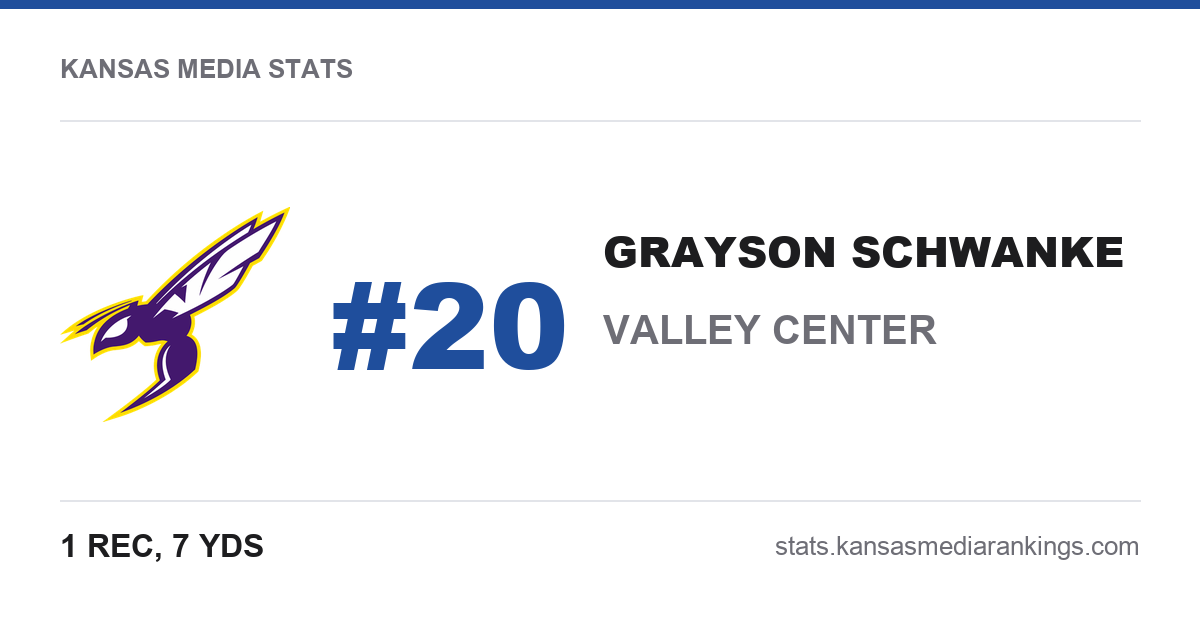 KANSAS MEDIA STATS
#20
GRAYSON SCHWANKE
VALLEY CENTER
1 REC, 7 YDS
stats.kansasmediarankings.com